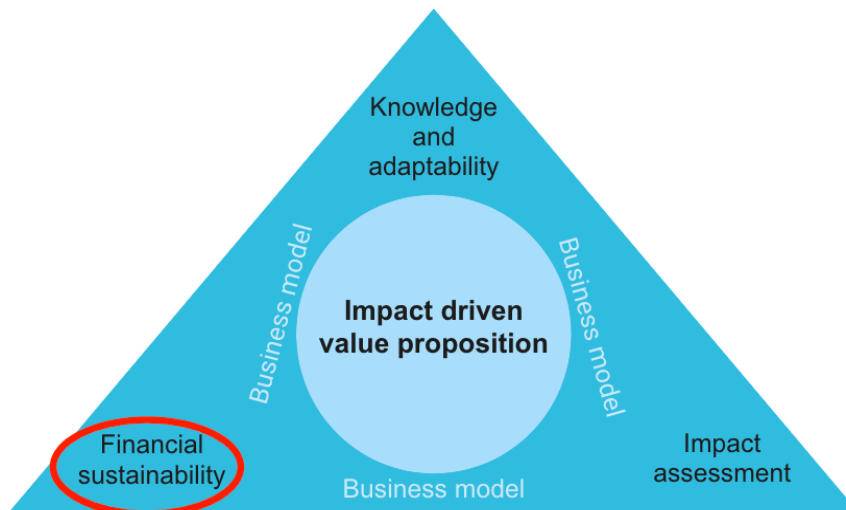 Knowledge
and
adaptability
Business model
Business model
Impact driven
value proposition
Financial
sustainability
Impact
assessment
Business model